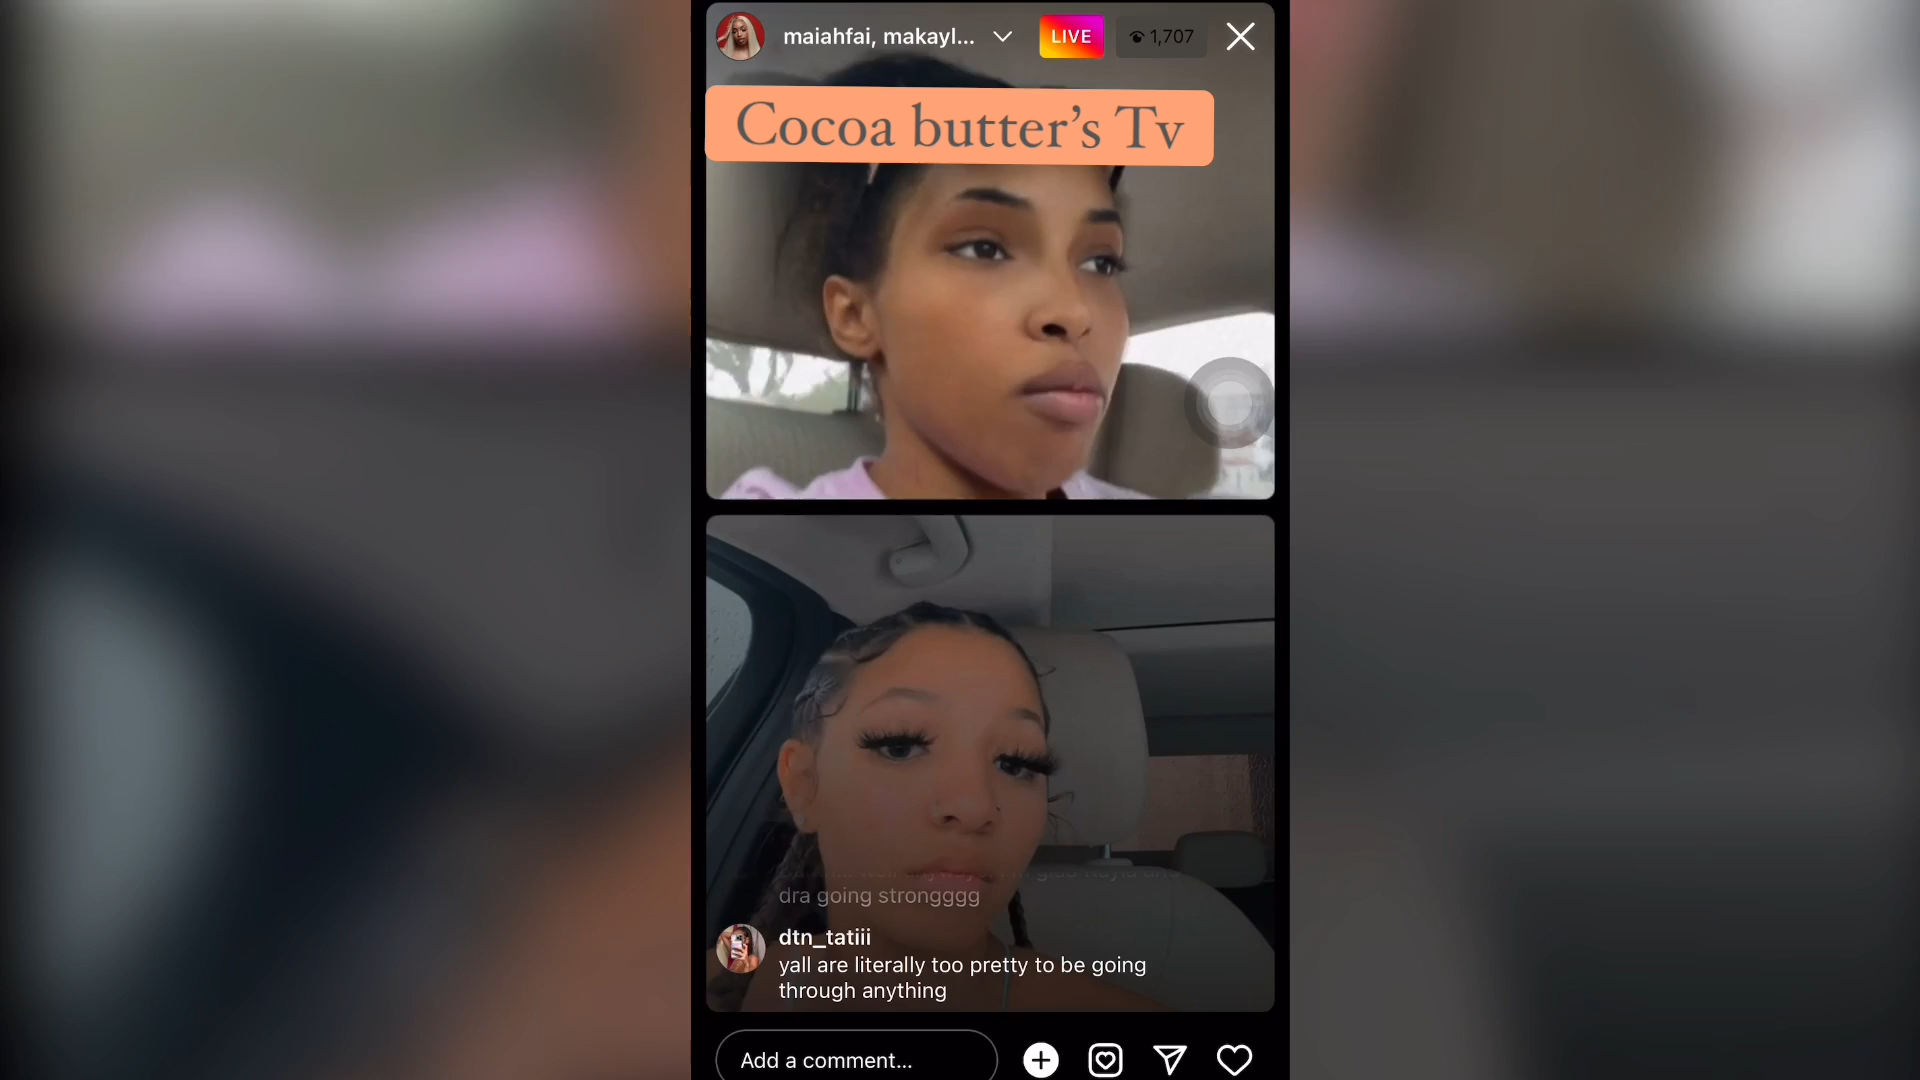 maiahfai, makayl...
LIVE
1,707
Cocoa butter's Tv
dra going strongggg
dtn_tatiii
yall are literally too pretty to be going
through anything
Add a comment...